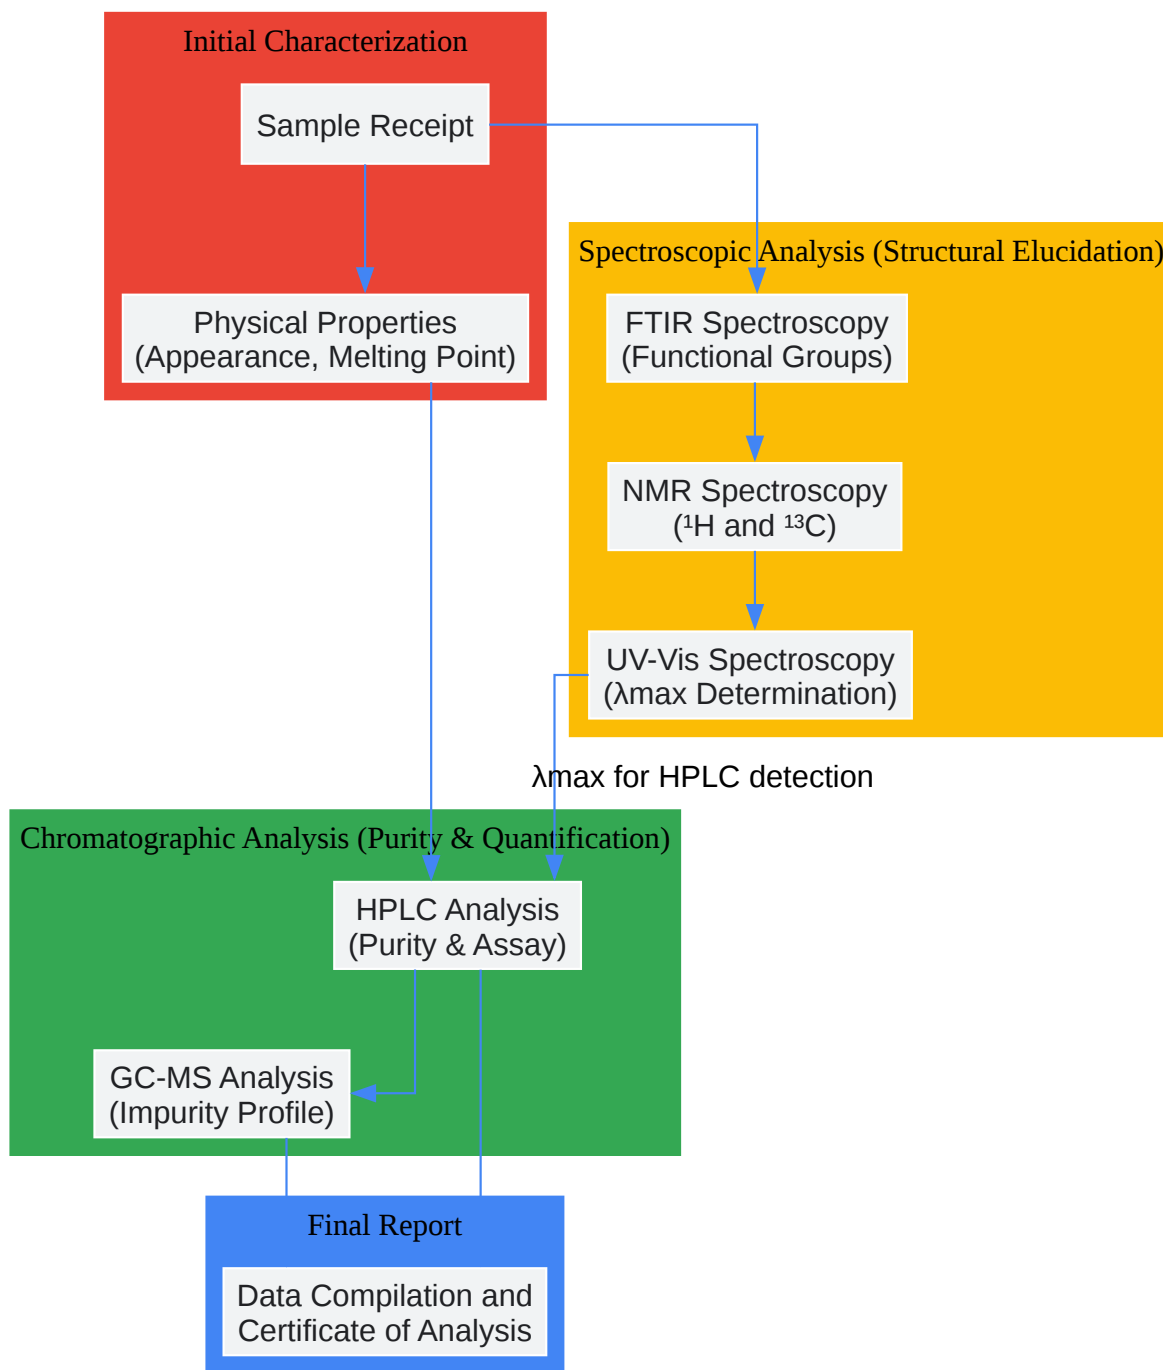 Initial Characterization
Sample Receipt
Physical Properties
(Appearance, Melting Point)
Spectroscopic Analysis (Structural Elucidation)
FTIR Spectroscopy
(Functional Groups)
NMR Spectroscopy
(¹H and ¹³C)
UV-Vis Spectroscopy
(λmax Determination)
λmax for HPLC detection
Chromatographic Analysis (Purity & Quantification)
HPLC Analysis
(Purity & Assay)
GC-MS Analysis
(Impurity Profile)
Final Report
Data Compilation and
Certificate of Analysis